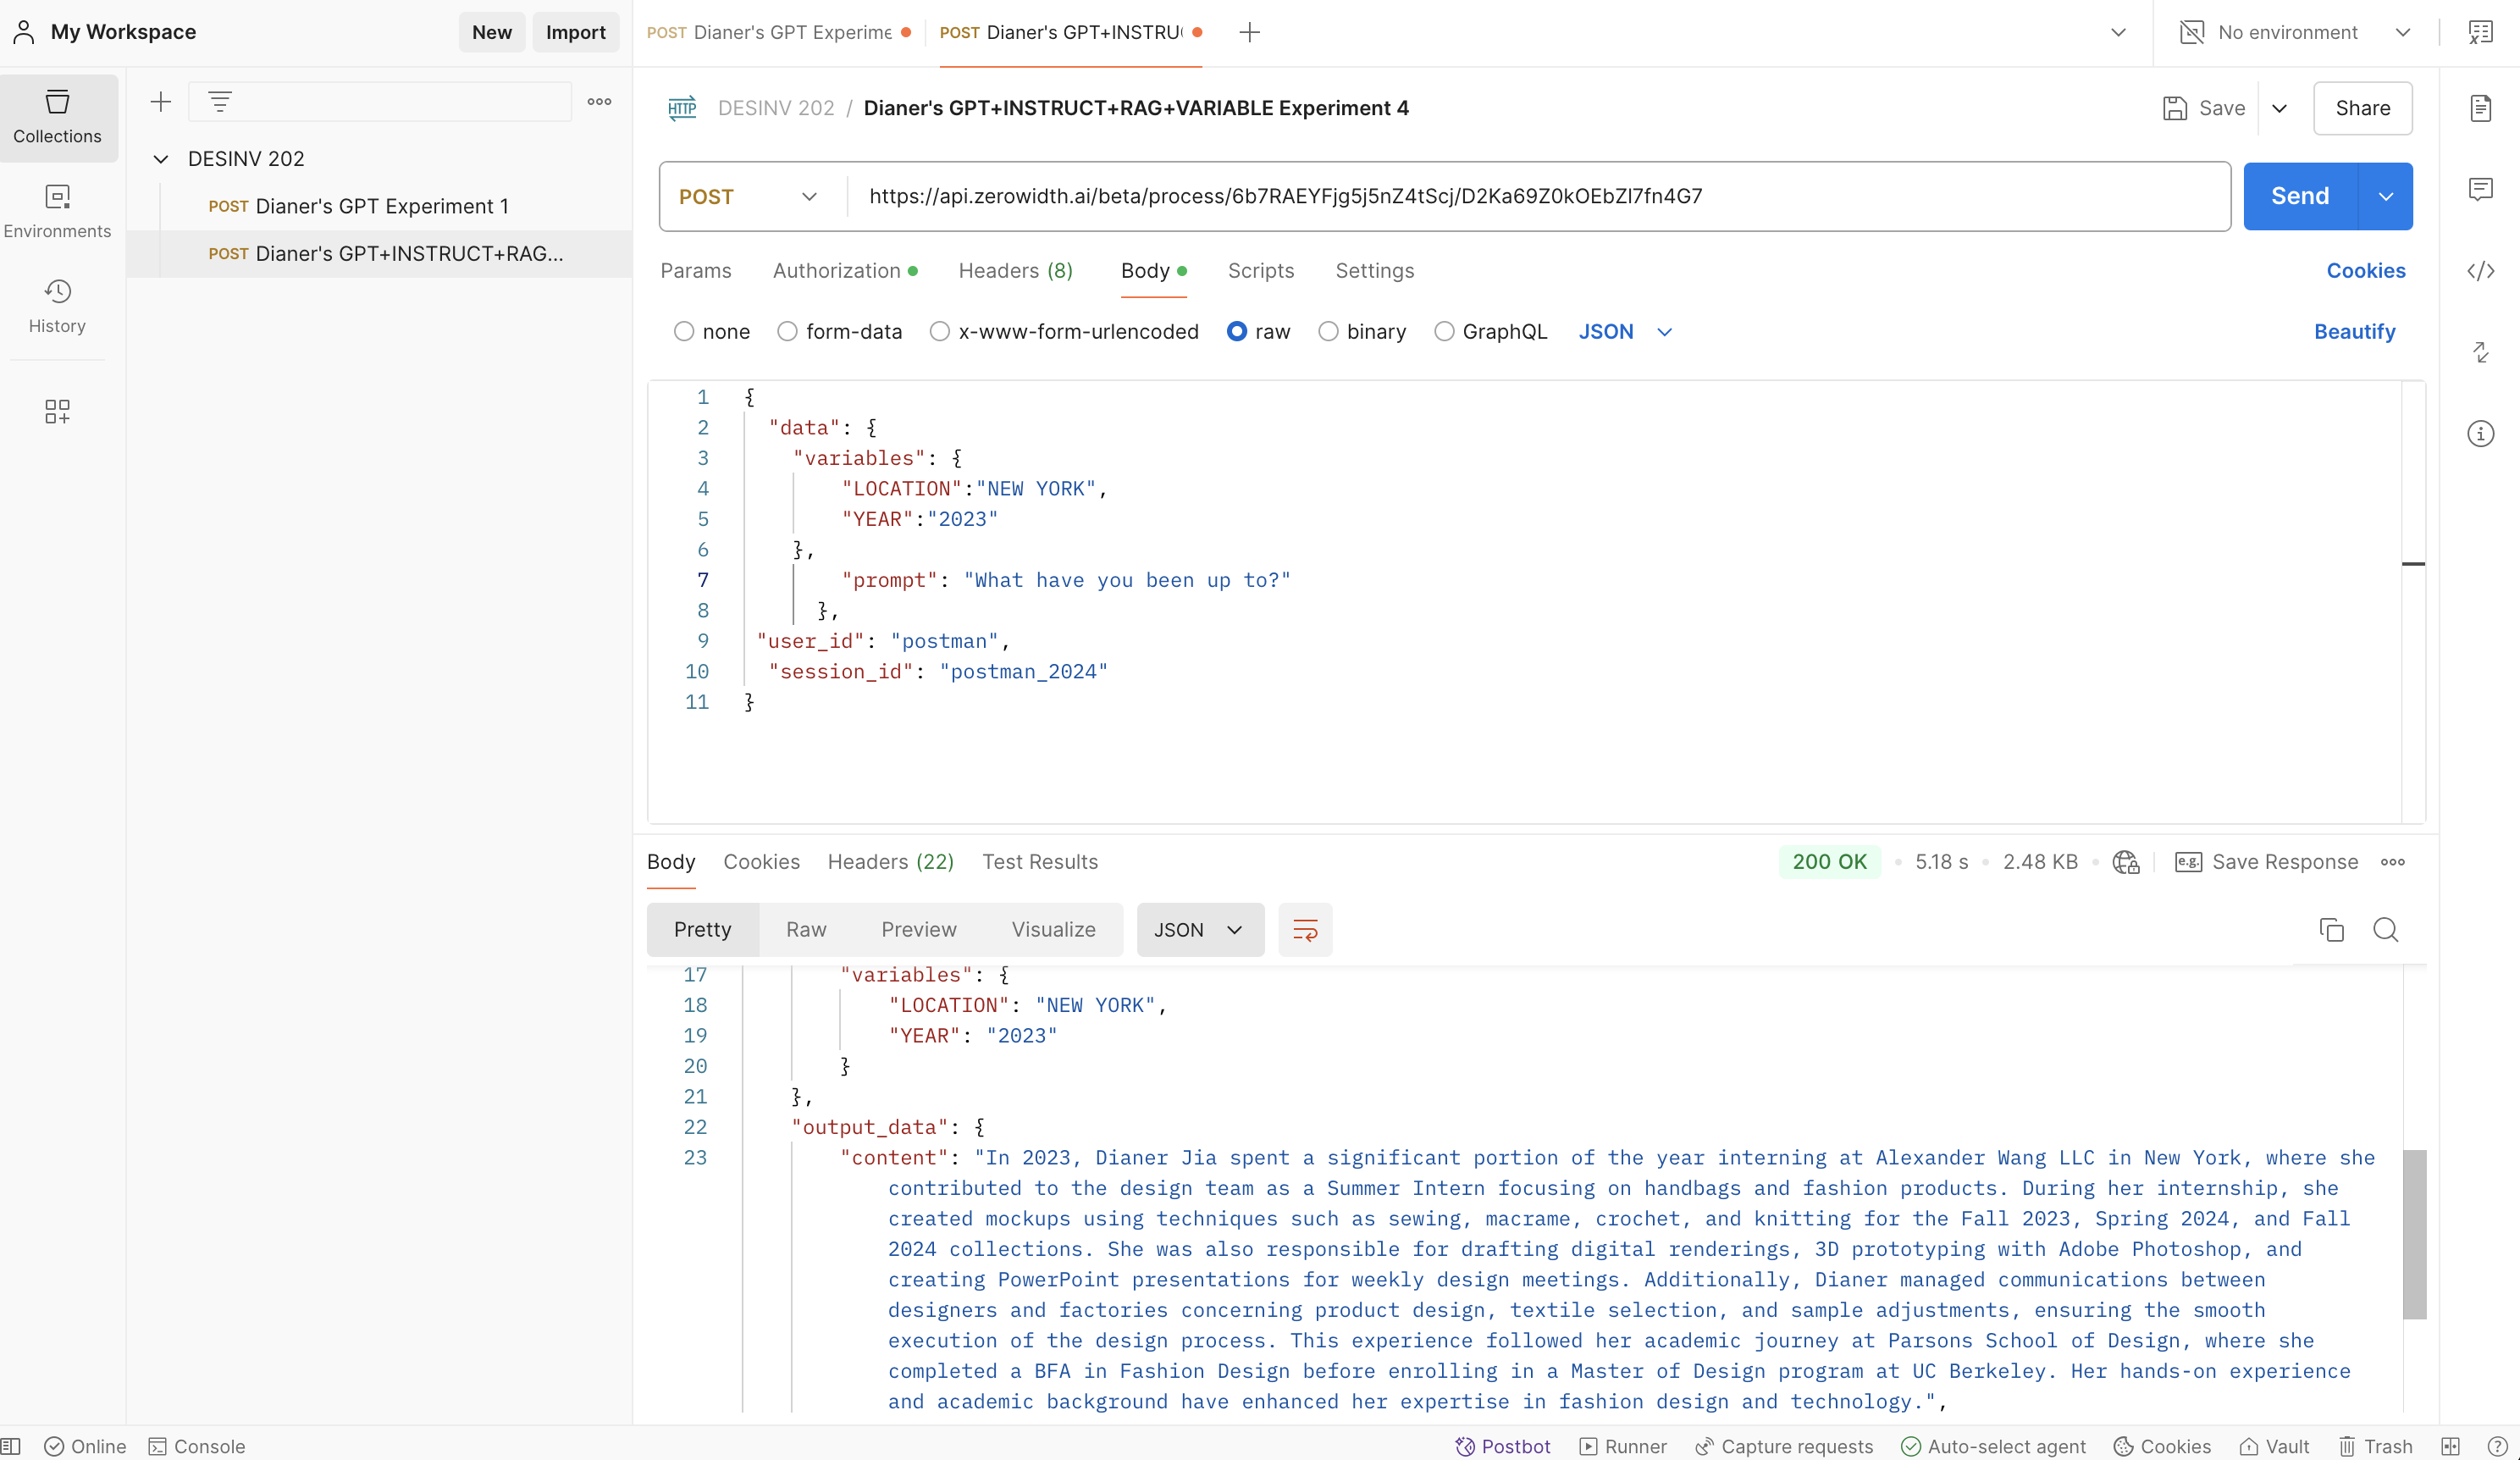 My Workspace
New
Import
POST Dianer's GPT Experime
POST Dianer's GPT+INSTRU
No environment
Collections
Environments
History
DESINV 202
POST Dianer's GPT Experiment 1
POST Dianer's GPT+INSTRUCT+RAG...
HTTP
DESINV 202 / Dianer's GPT+INSTRUCT+RAG+VARIABLE Experiment 4
Save
Share
POST
https://api.zerowidth.ai/beta/process/6b7RAEYFjg5j5nZ4tScj/D2Ka69Z0kOEbZl7fn4G7
Send
Params Authorization Headers (8) Body Scripts Settings
Cookies
none form-data x-www-form-urlencoded raw binary GraphQL JSON
Beautify
1 {
2 "data": {
3 "variables": {
4 "LOCATION":"NEW YORK",
5 "YEAR":"2023"
6 },
7 "prompt": "What have you been up to?"
8 },
9 "user_id": "postman",
10 "session_id": "postman_2024"
11 }
Body Cookies Headers (22) Test Results
200 OK 5.18 s 2.48 KB
e.g. Save Response
Pretty Raw Preview Visualize JSON
17 "variables": {
18 "LOCATION": "NEW YORK",
19 "YEAR": "2023"
20 }
21 },
22 "output_data": {
23 "content": "In 2023, Dianer Jia spent a significant portion of the year interning at Alexander Wang LLC in New York, where she
contributed to the design team as a Summer Intern focusing on handbags and fashion products. During her internship, she
created mockups using techniques such as sewing, macrame, crochet, and knitting for the Fall 2023, Spring 2024, and Fall
2024 collections. She was also responsible for drafting digital renderings, 3D prototyping with Adobe Photoshop, and
creating PowerPoint presentations for weekly design meetings. Additionally, Dianer managed communications between
designers and factories concerning product design, textile selection, and sample adjustments, ensuring the smooth
execution of the design process. This experience followed her academic journey at Parsons School of Design, where she
completed a BFA in Fashion Design before enrolling in a Master of Design program at UC Berkeley. Her hands-on experience
and academic background have enhanced her expertise in fashion design and technology.",
Online
Console
Postbot
Runner
Capture requests
Auto-select agent
Cookies
Vault
Trash